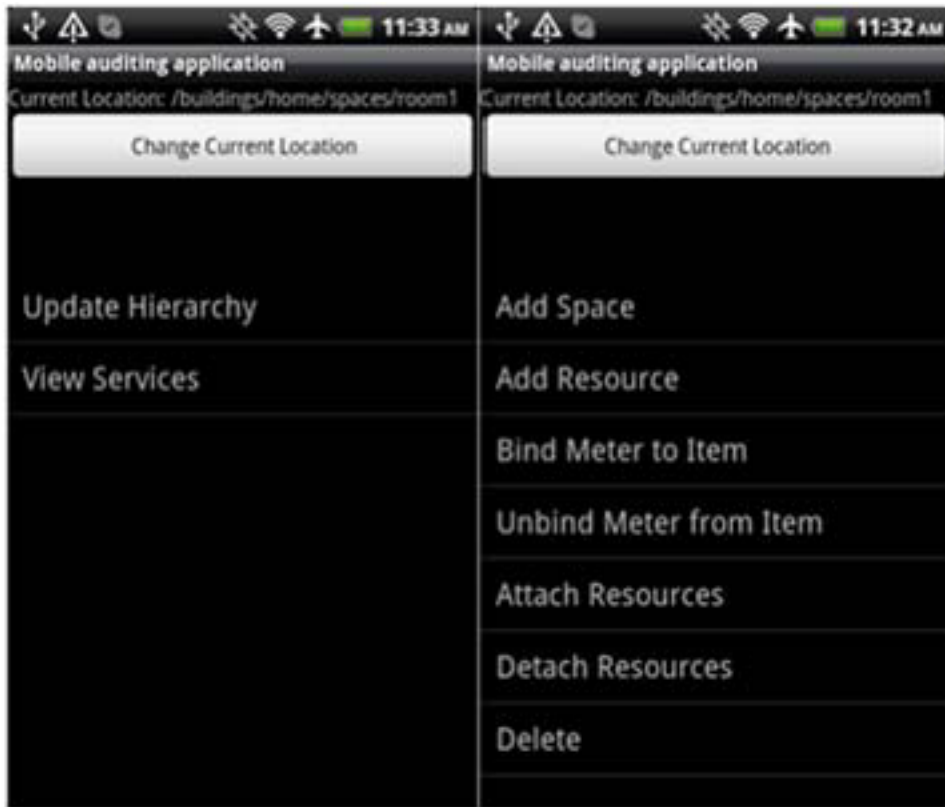 11:33 AM
Mobile auditing application
Current Location: /buildings/home/spaces/room1
Change Current Location
Update Hierarchy
View Services
11:32 AM
Mobile auditing application
Current Location: /buildings/home/spaces/room1
Change Current Location
Add Space
Add Resource
Bind Meter to Item
Unbind Meter from Item
Attach Resources
Detach Resources
Delete